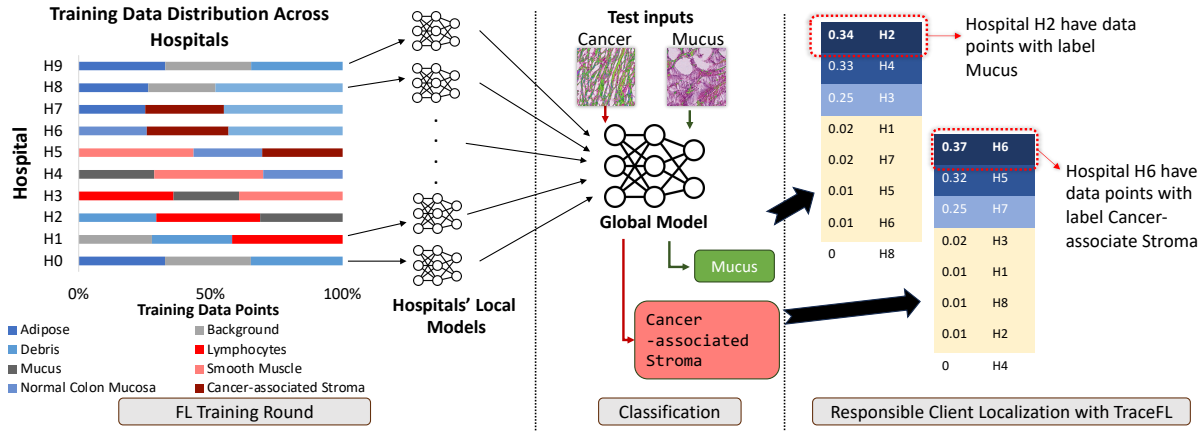 Training Data Distribution Across
Hospitals
Hospital
H9
H8
H7
H6
H5
H4
H3
H2
H1
H0
0%
50%
100%
Training Data Points
Adipose
Background
Debris
Lymphocytes
Mucus
Smooth Muscle
Normal Colon Mucosa
Cancer-associated Stroma
FL Training Round
Hospitals’ Local
Models
Test inputs
Cancer
Mucus
Global Model
Mucus
Cancer
-associated
Stroma
Classification
0.34 H2
0.33 H4
0.25 H3
0.02 H1
0.02 H7
0.01 H5
0.01 H6
0 H8
Hospital H2 have data
points with label
Mucus
0.37 H6
0.32 H5
0.25 H7
0.02 H3
0.01 H1
0.01 H8
0.01 H2
0 H4
Hospital H6 have
data points with
label Cancer-
associate Stroma
Responsible Client Localization with TraceFL